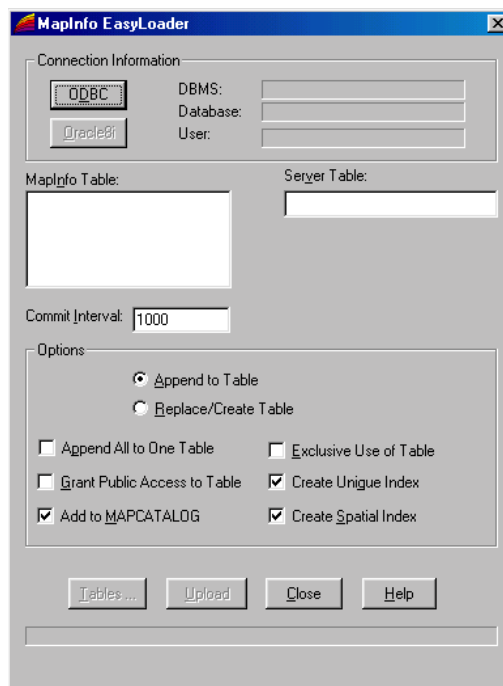 MapInfo EasyLoader
Connection Information
ODBC
DBMS:
Database:
Oracle8i
User:
MapInfo Table:
Server Table:
Commit Interval: 1000
Options
Append to Table
Replace/Create Table
Append All to One Table
Exclusive Use of Table
Grant Public Access to Table
Create Unique Index
Add to MAPCATALOG
Create Spatial Index
Tables ... Upload Close Help